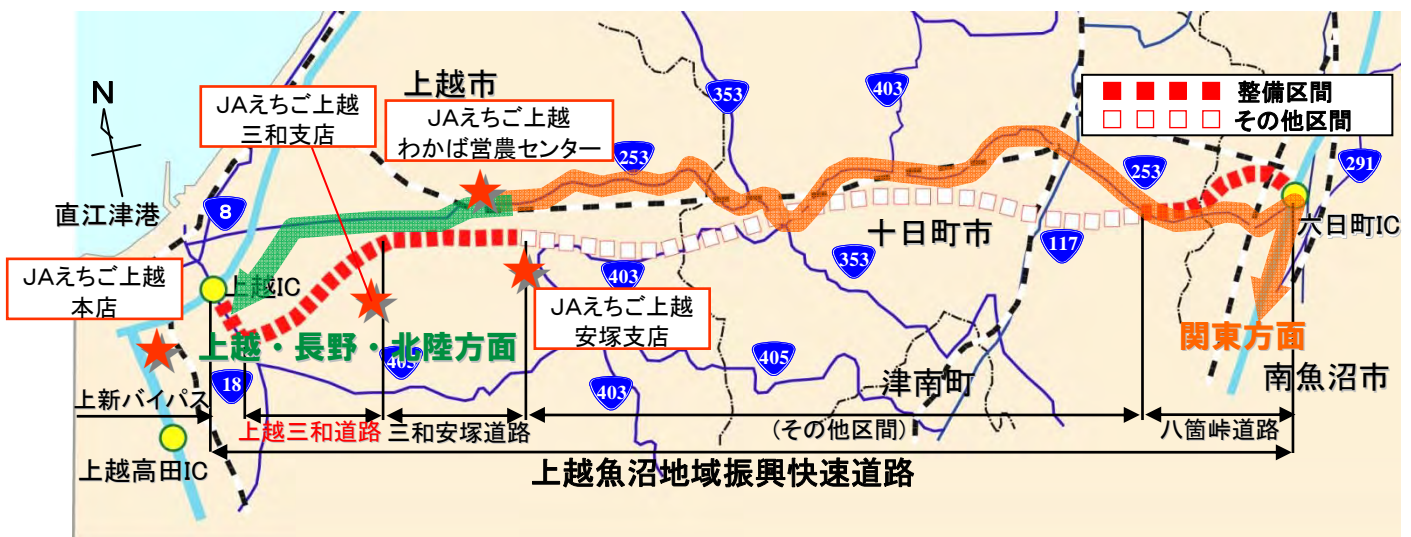 上越市
353
403
整備区間
その他区間
N
JAえちご上越
三和支店
JAえちご上越
わかば営農センター
253
253
291
直江津港
8
十日町市
六日町IC
117
JAえちご上越
本店
上越IC
403
353
JAえちご上越
安塚支店
上越・長野・北陸方面
関東方面
18
405
403
405
津南町
南魚沼市
上新バイパス
上越三和道路
三和安塚道路
(その他区間)
八箇峠道路
上越高田IC
上越魚沼地域振興快速道路